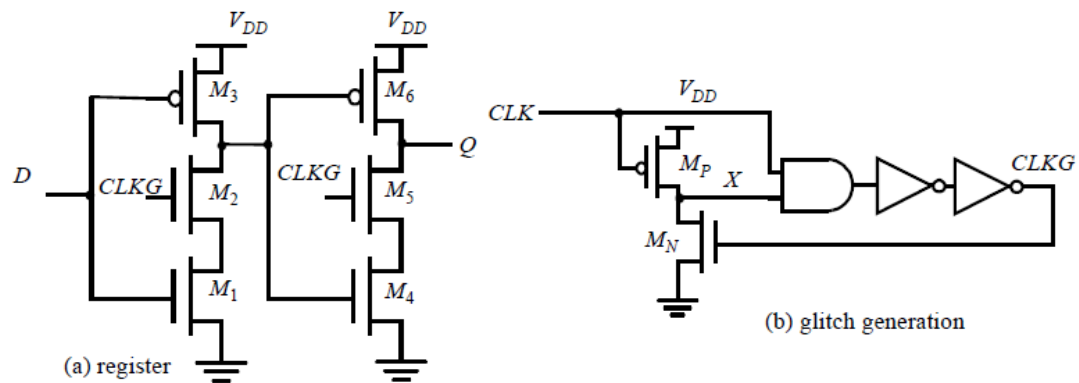 V_DD
V_DD
M_3
M_6
V_DD
CLK
Q
M_P
X
CLKG
D
CLKG
M_2
CLKG
M_5
M_N
M_1
M_4
(a) register
(b) glitch generation